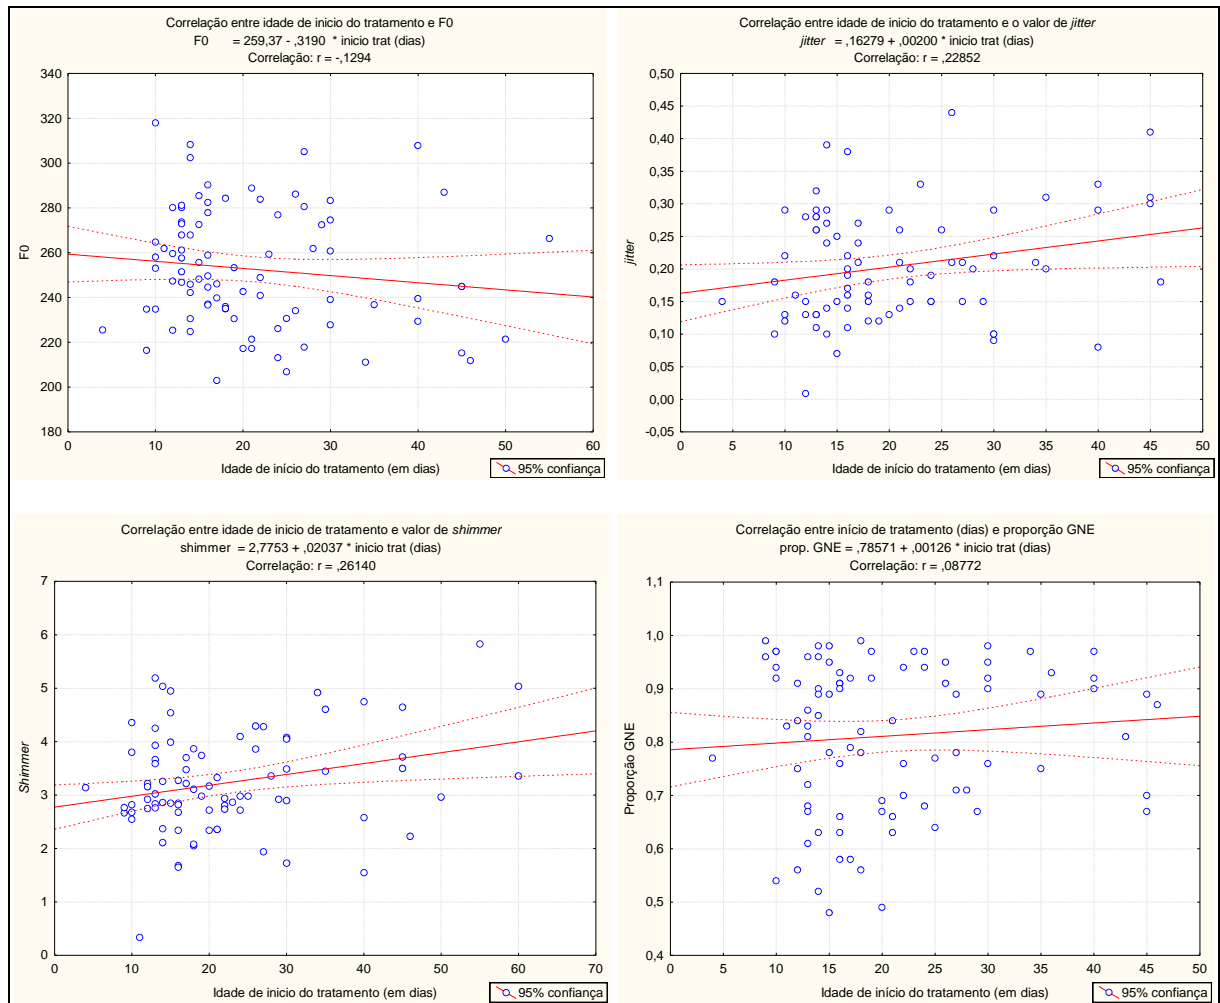 Correlação entre idade de inicio do tratamento e F0
F0 = 259,37 - ,3190 * inicio trat (dias)
Correlação: r = -,1294
340
320
300
280
260
240
220
200
180
F0
0 10 20 30 40 50 60
Idade de início do tratamento (em dias)
95% confiança
Correlação entre idade de inicio do tratamento e o valor de jitter
jitter = ,16279 + ,00200 * inicio trat (dias)
Correlação: r = ,22852
0,50
0,45
0,40
0,35
0,30
0,25
0,20
0,15
0,10
0,05
0,00
-0,05
jitter
0 5 10 15 20 25 30 35 40 45 50
Idade de início do tratamento (em dias)
95% confiança
Correlação entre idade de inicio de tratamento e valor de shimmer
shimmer = 2,7753 + ,02037 * inicio trat (dias)
Correlação: r = ,26140
7
6
5
4
3
2
1
0
Shimmer
0 10 20 30 40 50 60 70
Idade de inicio do tratamento (em dias)
95% confiança
Correlação entre início de tratamento (dias) e proporção GNE
prop. GNE = ,78571 + ,00126 * inicio trat (dias)
Correlação: r = ,08772
1,1
1,0
0,9
0,8
0,7
0,6
0,5
0,4
Proporção GNE
0 5 10 15 20 25 30 35 40 45 50
Idade de início do tratamento (em dias)
95% confiança